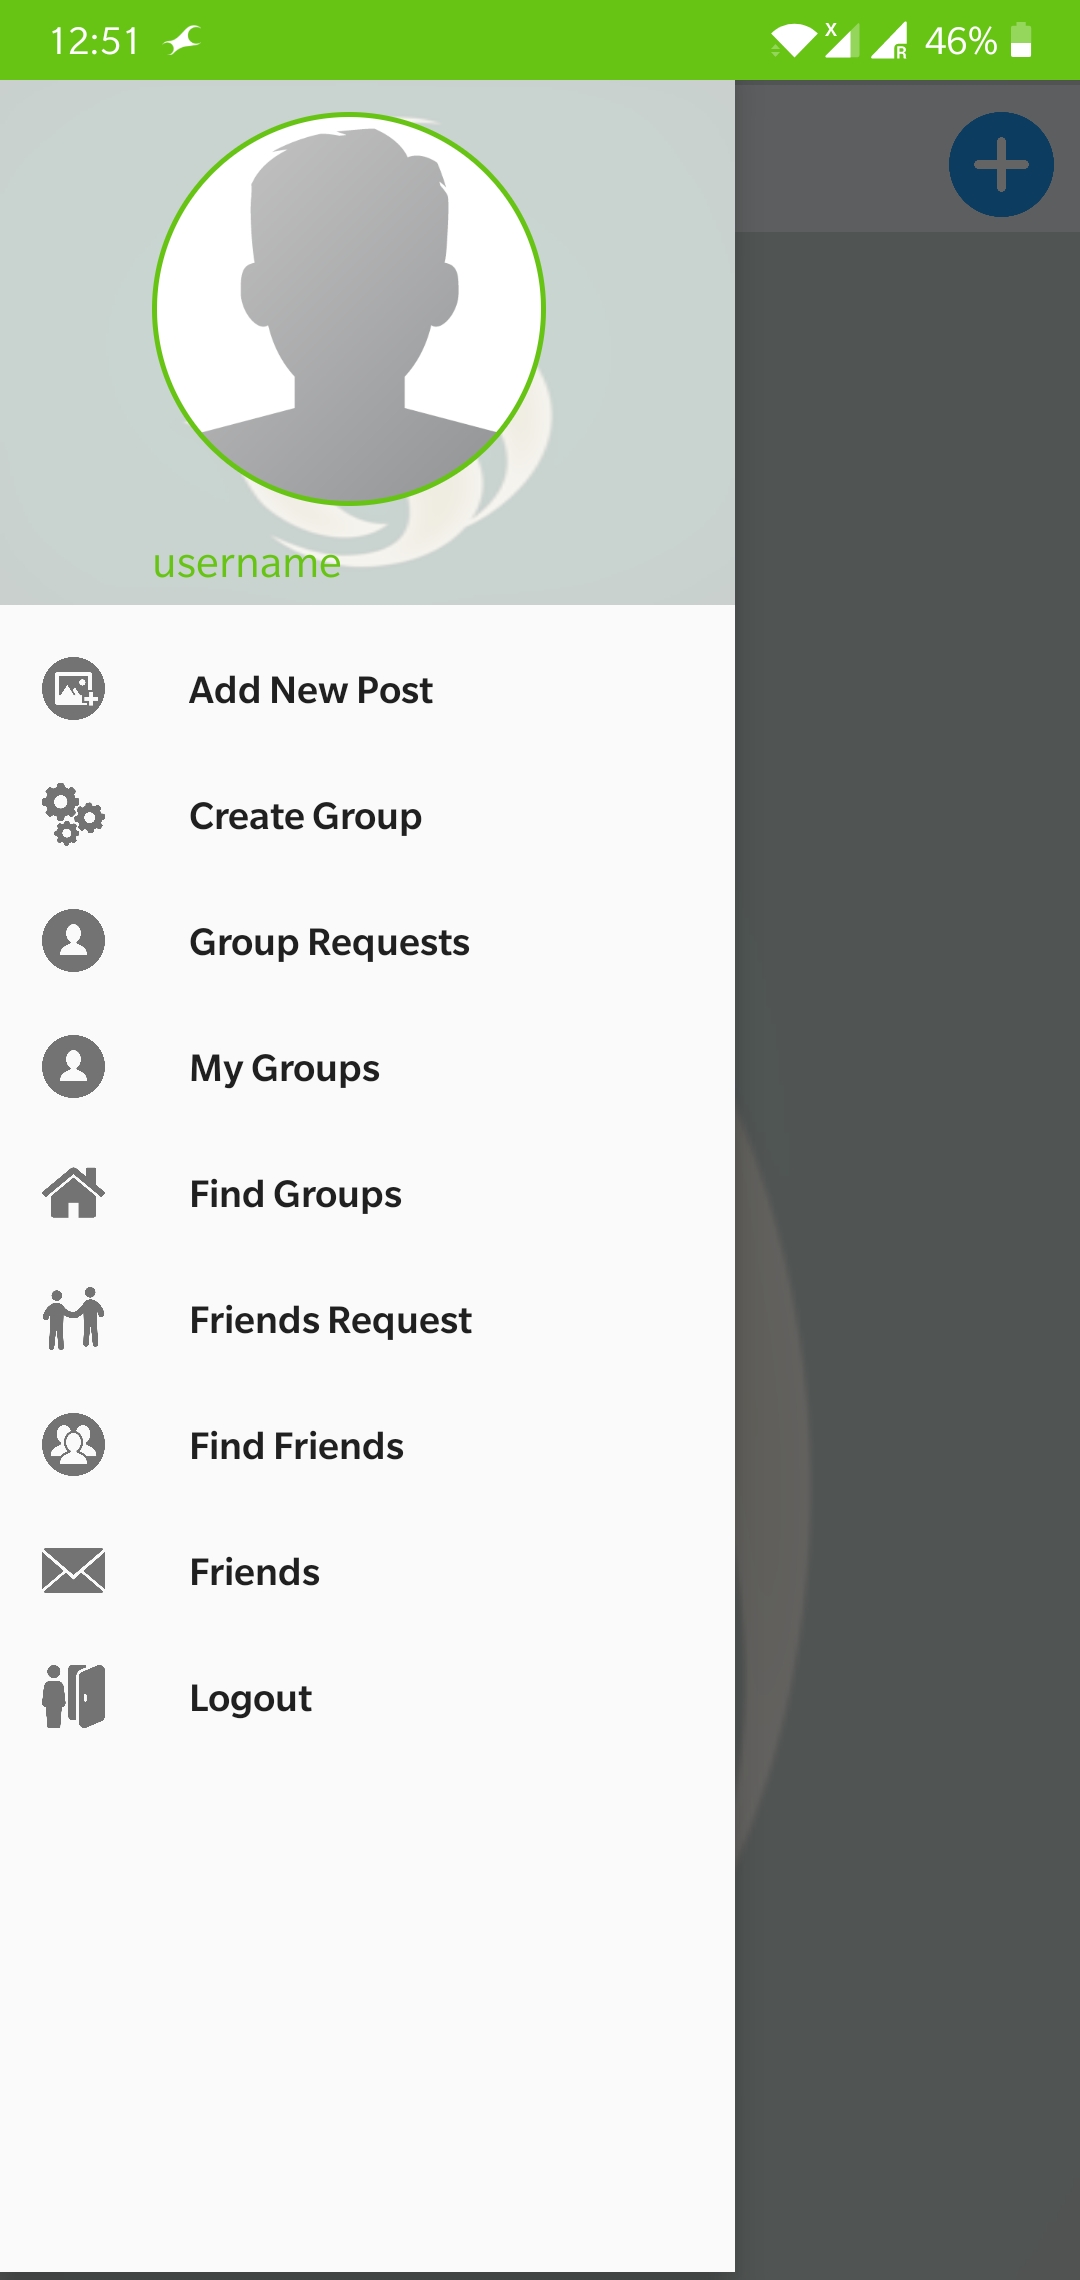 12:51
X
R
46%
username
Add New Post
Create Group
Group Requests
My Groups
Find Groups
Friends Request
Find Friends
Friends
Logout